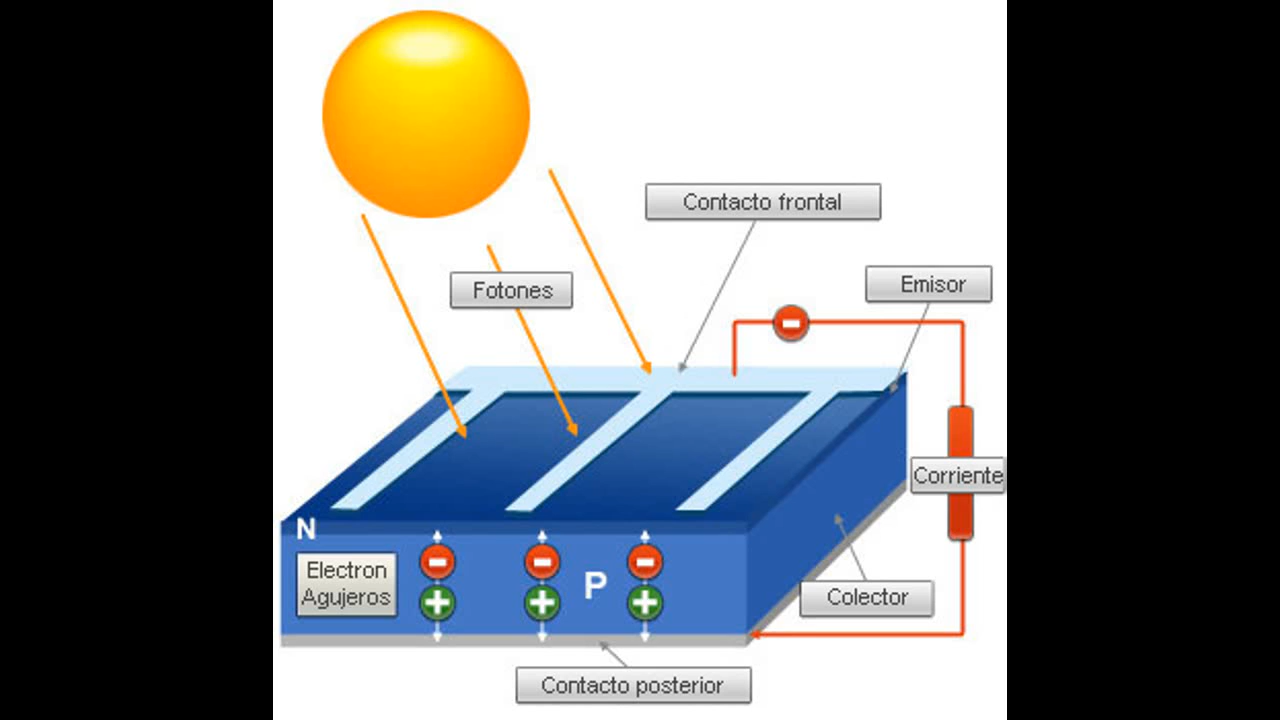 Contacto frontal
Emisor
Fotones
Corriente
N
Electron
Agujeros
P
Colector
Contacto posterior